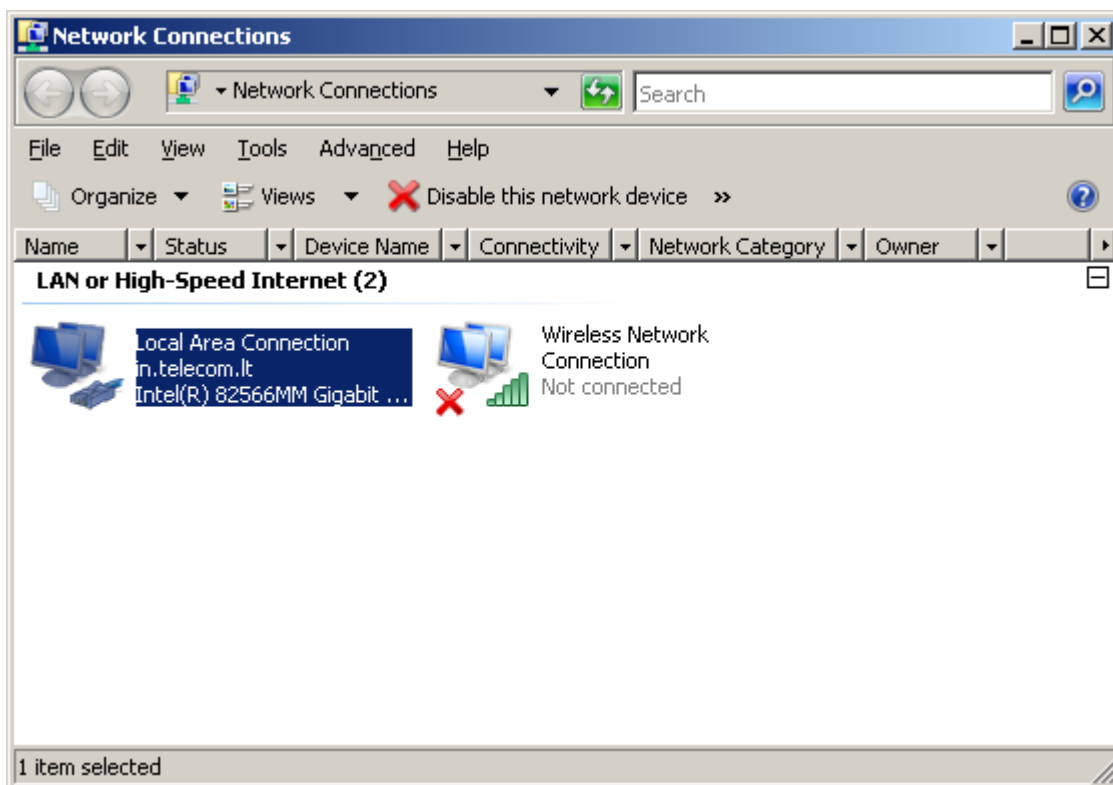 Network Connections
Network Connections
Search
File Edit View Tools Advanced Help
Organize Views Disable this network device »
Name Status Device Name Connectivity Network Category Owner
LAN or High-Speed Internet (2)
Local Area Connection
in.telecom.lt
Intel(R) 82566MM Gigabit ...
Wireless Network
Connection
Not connected
1 item selected